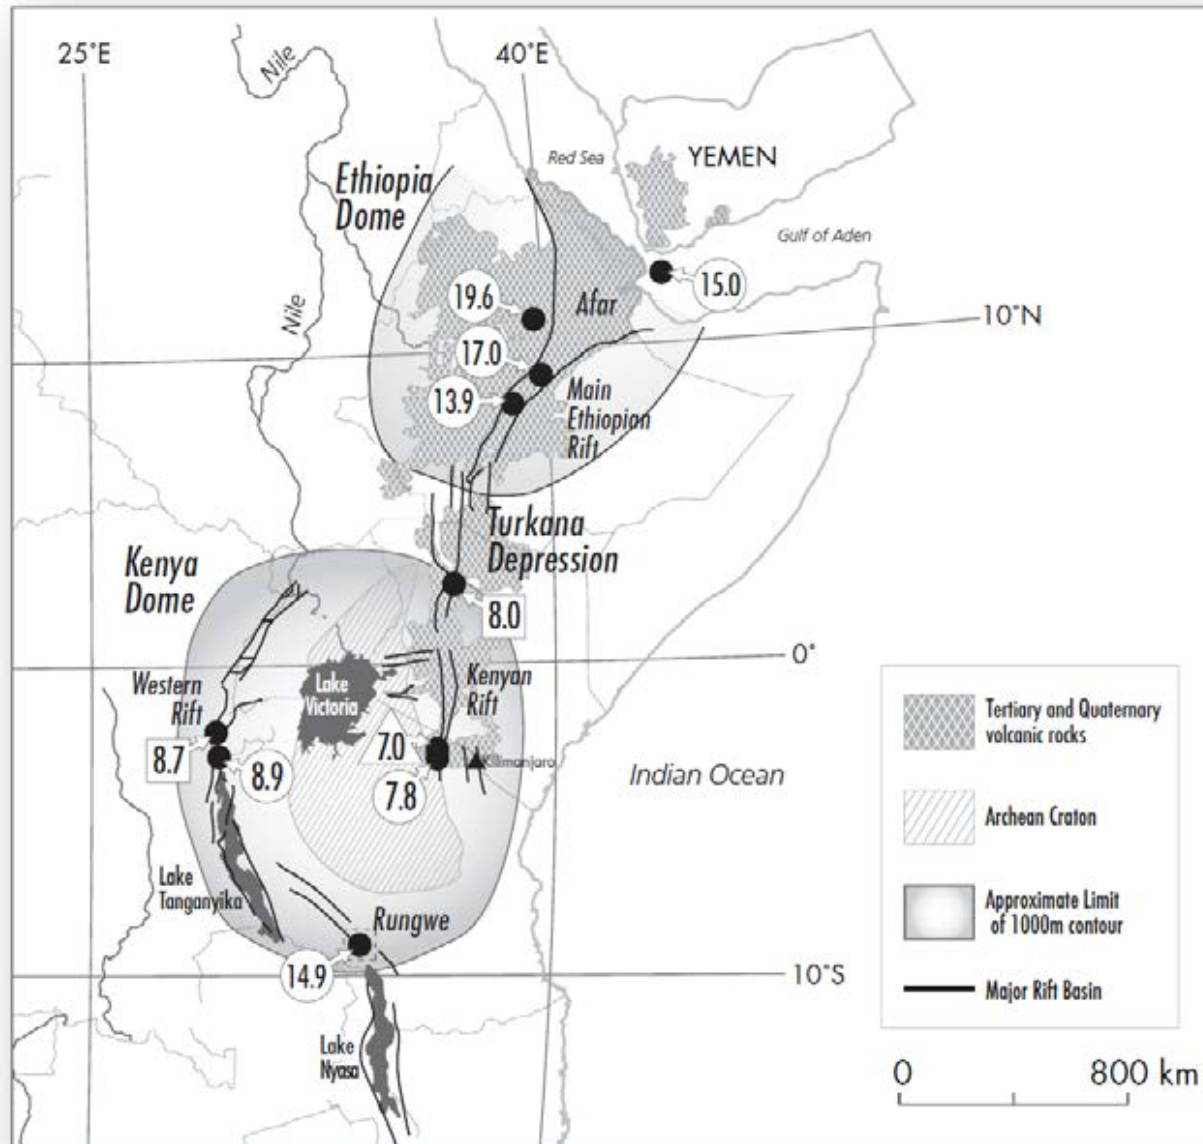 25°E
40°E
Nile
Red Sea
YEMEN
Ethiopia
Dome
Gulf of Aden
19.6
Afar
15.0
Nile
10°N
17.0
13.9
Main
Ethiopian
Rift
Turkana
Depression
Kenya
Dome
8.0
0°
Western
Rift
Lake
Victoria
Kenyan
Rift
8.7
8.9
7.0
Kilimanjaro
7.8
Indian Ocean
Lake
Tanganyika
Rungwe
14.9
10°S
Lake
Nyasa
Tertiary and Quaternary
volcanic rocks
Archean Craton
Approximate Limit
of 1000m contour
Major Rift Basin
0 800 km